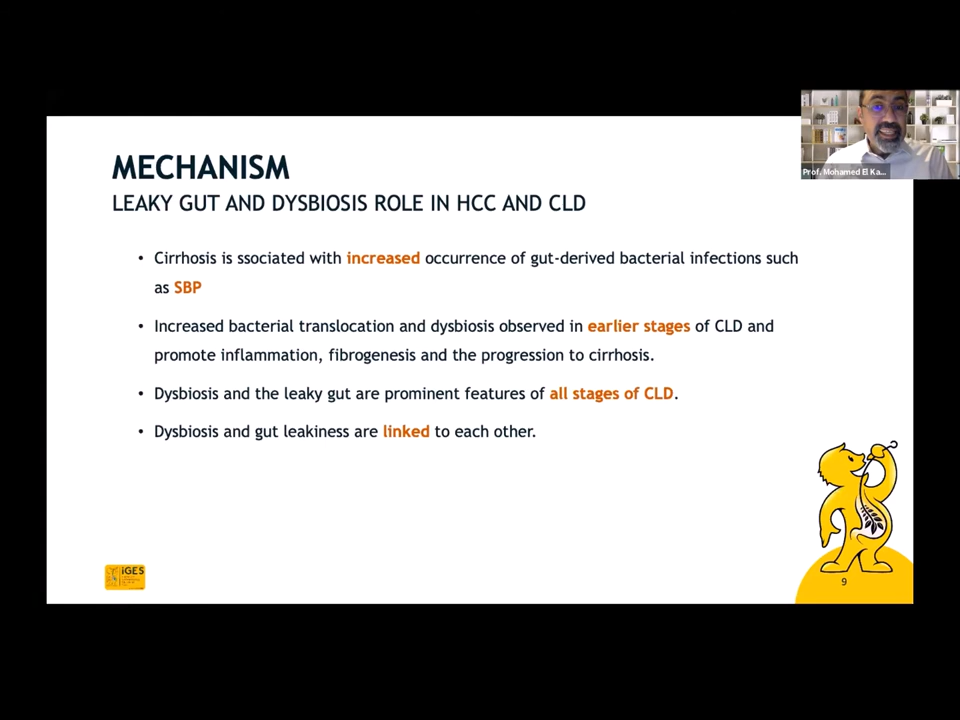 Prof. Mohamed El Ka...
MECHANISM
LEAKY GUT AND DYSBIOSIS ROLE IN HCC AND CLD
• Cirrhosis is ssociated with increased occurrence of gut-derived bacterial infections such
as SBP
• Increased bacterial translocation and dysbiosis observed in earlier stages of CLD and
promote inflammation, fibrogenesis and the progression to cirrhosis.
• Dysbiosis and the leaky gut are prominent features of all stages of CLD.
• Dysbiosis and gut leakiness are linked to each other.
iGES
9